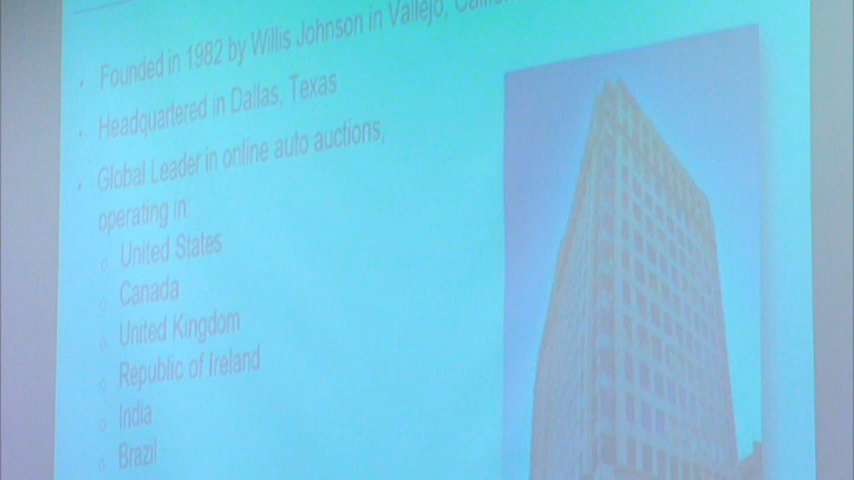 • Founded in 1982 by Willis Johnson in Vallejo,
• Headquartered in Dallas, Texas
• Global Leader in online auto auctions,
operating in:
o United States
o Canada
o United Kingdom
o Republic of Ireland
o India
o Brazil